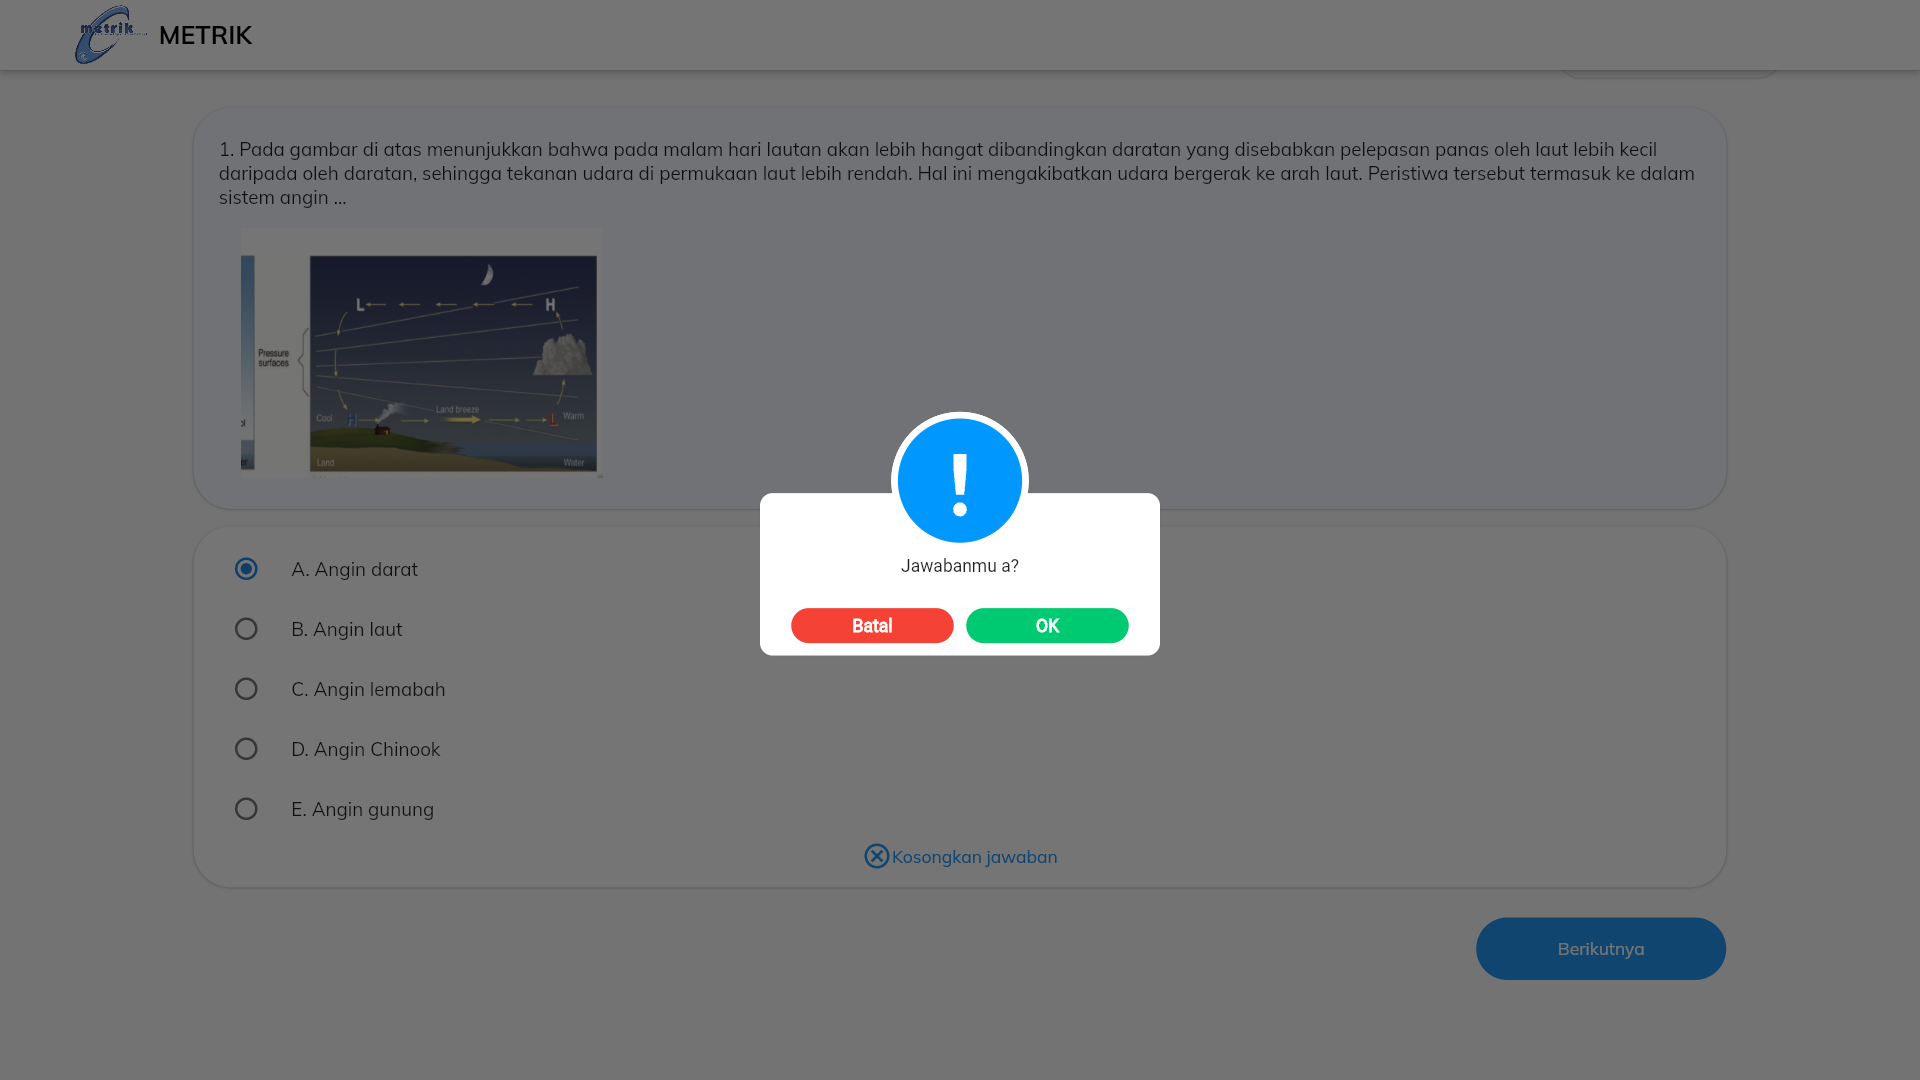 metrik
METRIK
1. Pada gambar di atas menunjukkan bahwa pada malam hari lautan akan lebih hangat dibandingkan daratan yang disebabkan pelepasan panas oleh laut lebih kecil
daripada oleh daratan, sehingga tekanan udara di permukaan laut lebih rendah. Hal ini mengakibatkan udara bergerak ke arah laut. Peristiwa tersebut termasuk ke dalam
sistem angin ...
L H
Pressure
surfaces
Cool H Land breeze L Warm
Land Water
Jawabanmu a?
Batal OK
A. Angin darat
B. Angin laut
C. Angin lemabah
D. Angin Chinook
E. Angin gunung
Kosongkan jawaban
Berikutnya